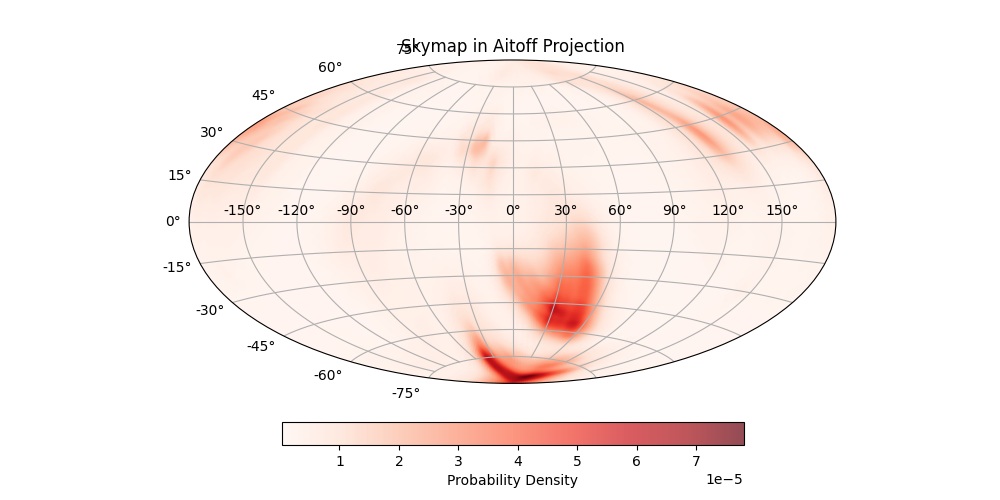 Skymap in Aitoff Projection
75°
60°
45°
30°
15°
0°
-15°
-30°
-45°
-60°
-75°
-150° -120° -90° -60° -30° 0° 30° 60° 90° 120° 150°
1 2 3 4 5 6 7
1e−5
Probability Density